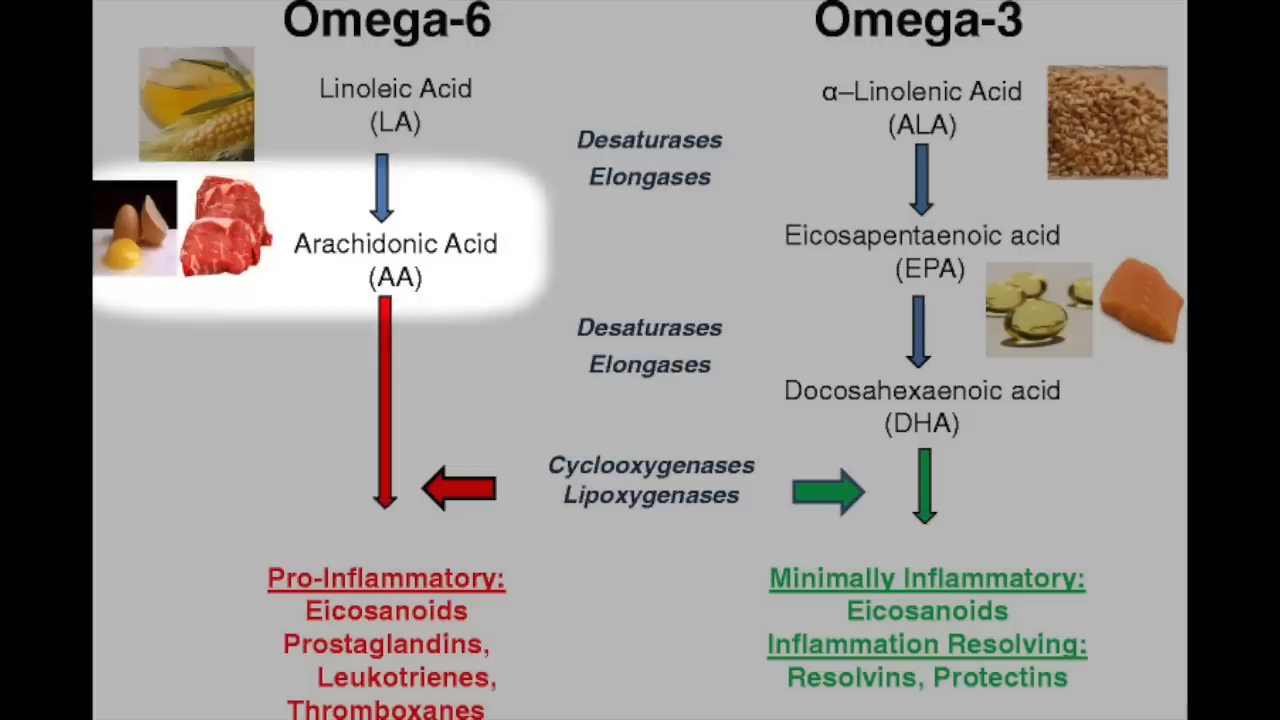 Omega-6
Linoleic Acid
(LA)
Arachidonic Acid
(AA)
Pro-Inflammatory:
Eicosanoids
Prostaglandins,
Leukotrienes,
Thromboxanes
Desaturases
Elongases
Desaturases
Elongases
Cyclooxygenases
Lipoxygenases
Omega-3
α–Linolenic Acid
(ALA)
Eicosapentaenoic acid
(EPA)
Docosahexaenoic acid
(DHA)
Minimally Inflammatory:
Eicosanoids
Inflammation Resolving:
Resolvins, Protectins